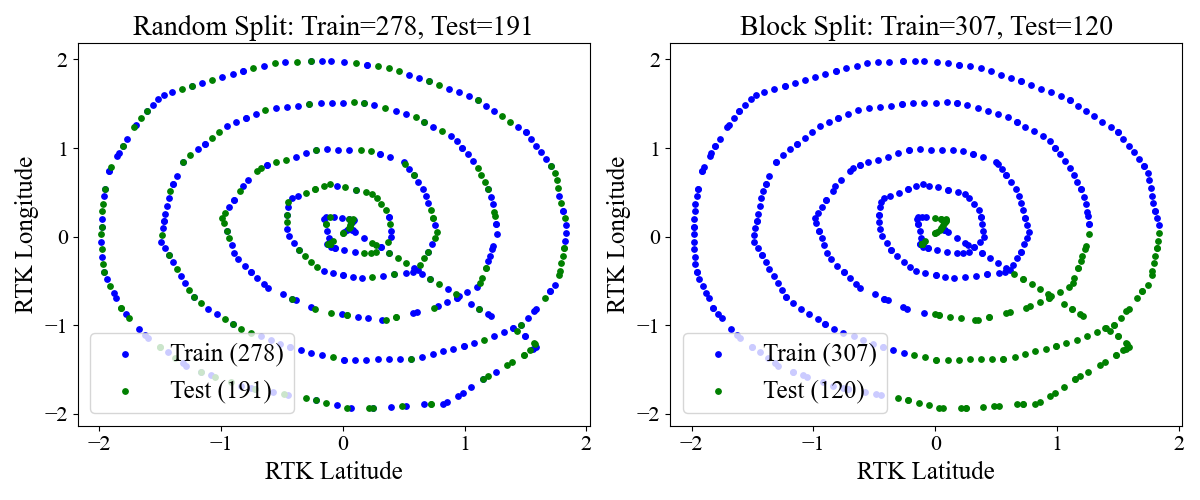 Random Split: Train=278, Test=191
RTK Longitude
2
1
0
−1
−2
Train (278)
Test (191)
−2 −1 0 1 2
RTK Latitude
Block Split: Train=307, Test=120
RTK Longitude
2
1
0
−1
−2
Train (307)
Test (120)
−2 −1 0 1 2
RTK Latitude